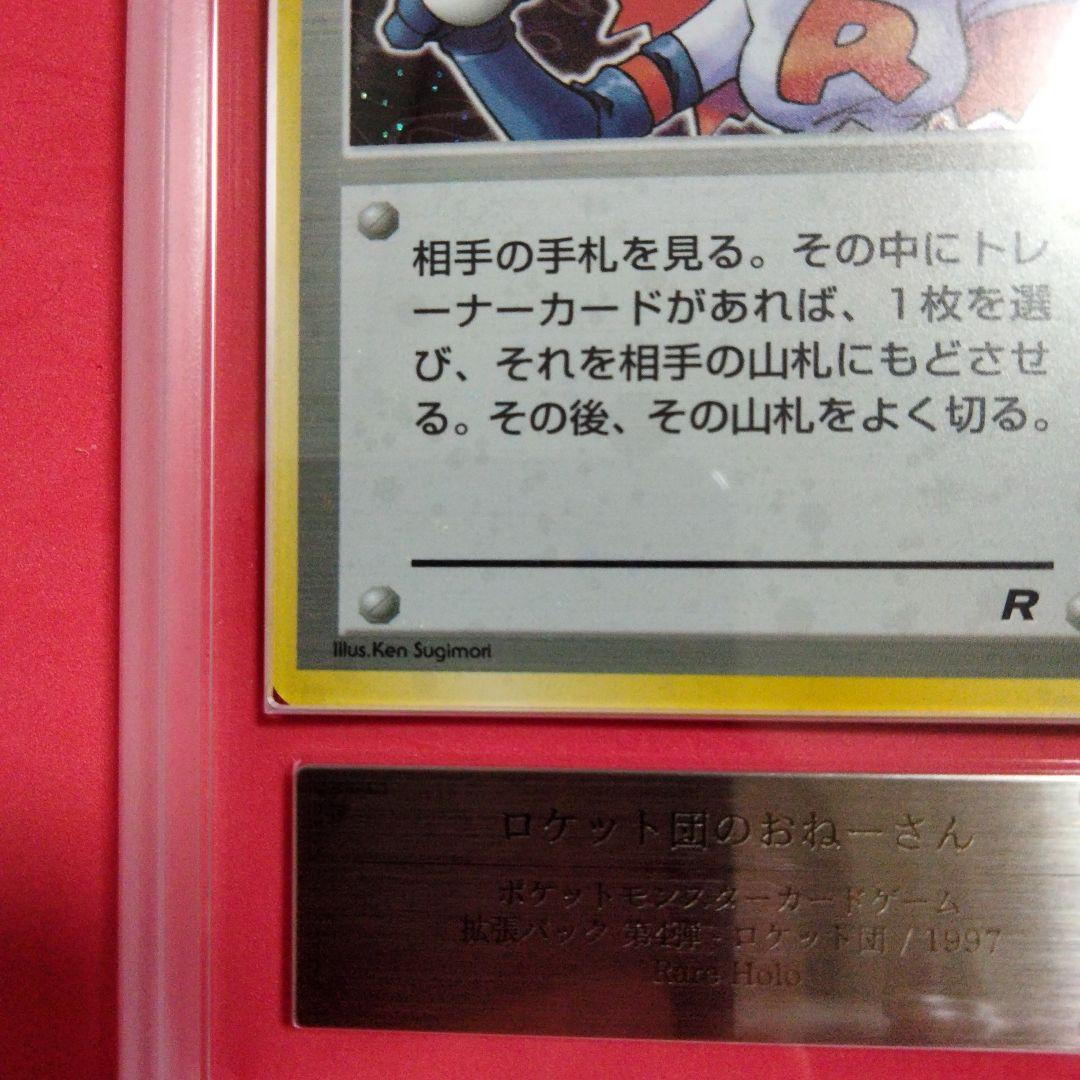 R
相手の手札を見る。その中にトレ
ーナーカードがあれば、1枚を選
び、それを相手の山札にもどさせ
る。その後、その山札をよく切る。
R
Illus.Ken Sugimori
ロケット団のおねーさん
ポケットモンスターカードゲーム
拡張パック 第4弾 - ロケット団 / 1997
Rare Holo